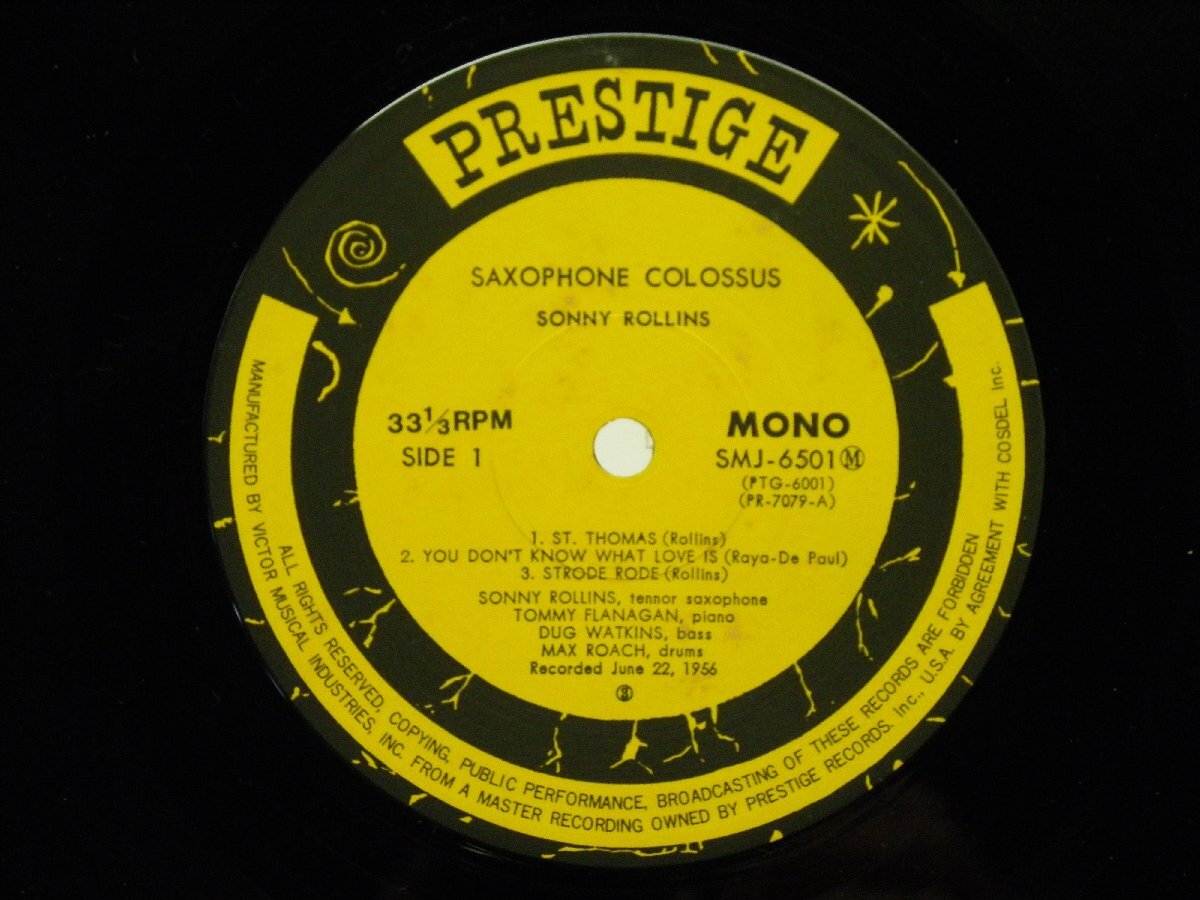 PRESTIGE
SAXOPHONE COLOSSUS
SONNY ROLLINS
33 1/3 RPM
SIDE 1
MONO
SMJ-6501 Ⓜ
(PTG-6001)
(PR-7079-A)
1. ST. THOMAS (Rollins)
2. YOU DON'T KNOW WHAT LOVE IS (Raya-De Paul)
3. STRODE RODE (Rollins)
SONNY ROLLINS, tennor saxophone
TOMMY FLANAGAN, piano
DUG WATKINS, bass
MAX ROACH, drums
Recorded June 22, 1956
ALL RIGHTS RESERVED, COPYING, PUBLIC PERFORMANCE, BROADCASTING OF THESE RECORDS ARE FORBIDDEN
MANUFACTURED BY VICTOR MUSICAL INDUSTRIES, INC. FROM A MASTER RECORDING OWNED BY PRESTIGE RECORDS. Inc., U.S.A. BY AGREEMENT WITH COSDEL Inc.